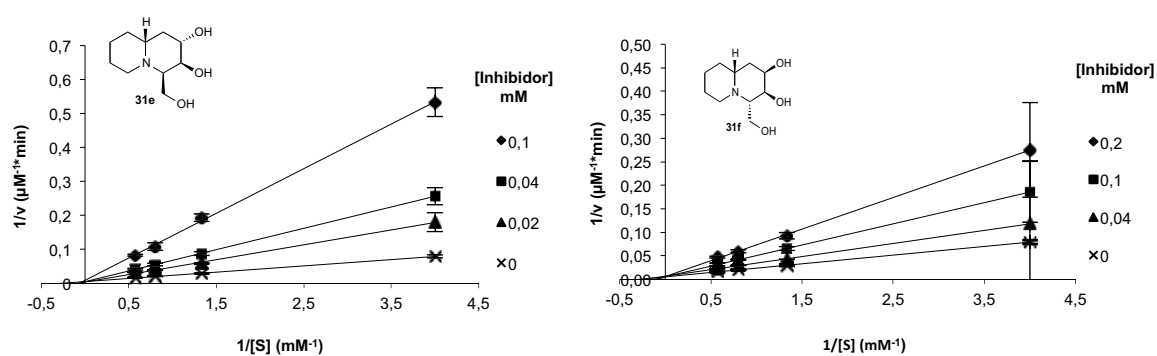 H
OH
N
OH
31e
OH
0,7
0,6
0,5
0,4
0,3
0,2
0,1
0
-0,5
0,5
1,5
2,5
3,5
4,5
1/v (µM⁻¹*min)
1/[S] (mM⁻¹)
[Inhibidor]
mM
0,1
0,04
0,02
0
H
OH
N
OH
31f
OH
0,50
0,45
0,40
0,35
0,30
0,25
0,20
0,15
0,10
0,05
0,00
-0,5
0,5
1,5
2,5
3,5
4,5
1/v (µM⁻¹*min)
1/[S] (mM⁻¹)
[Inhibidor]
mM
0,2
0,1
0,04
0